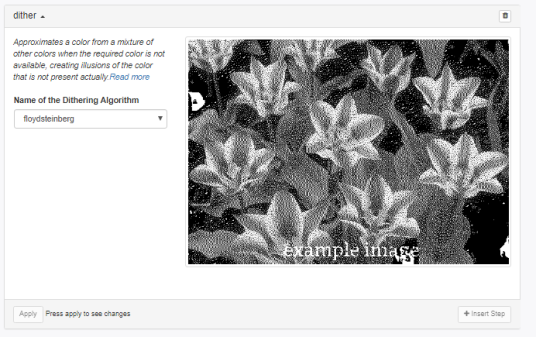 dither
Approximates a color from a mixture of
other colors when the required color is not
available, creating illusions of the color
that is not present actually.Read more
Name of the Dithering Algorithm
floydsteinberg
example image
Apply Press apply to see changes
+ Insert Step